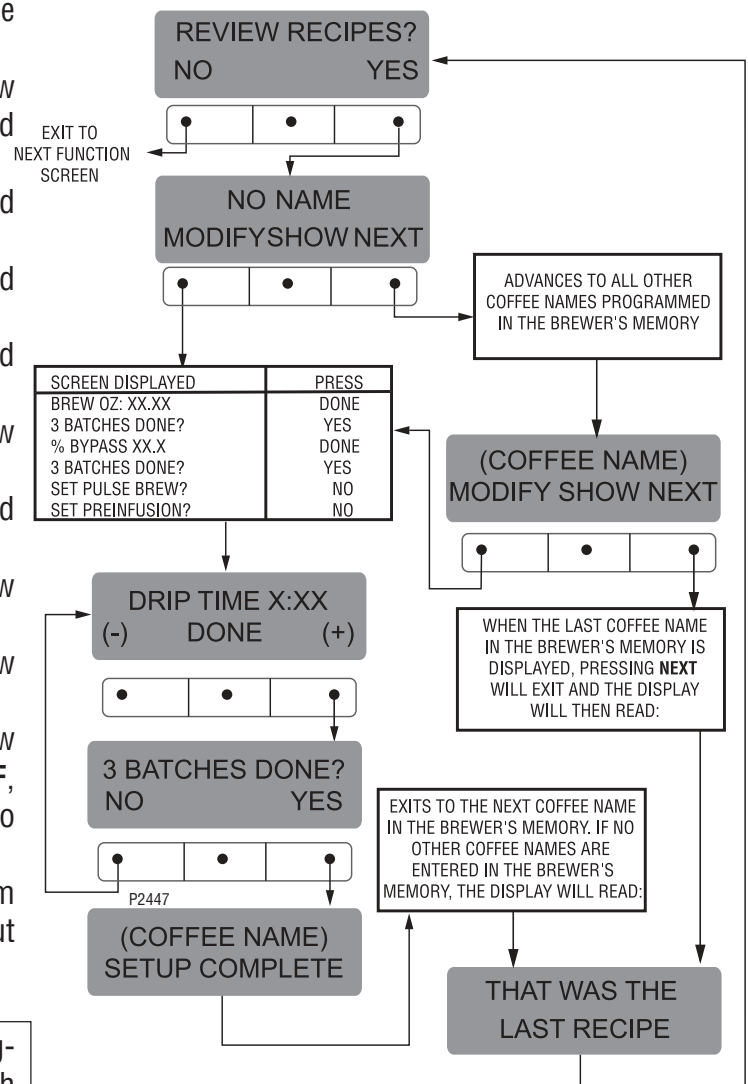 REVIEW RECIPES?
NO YES
EXIT TO
NEXT FUNCTION
SCREEN
NO NAME
MODIFYSHOW NEXT
ADVANCES TO ALL OTHER
COFFEE NAMES PROGRAMMED
IN THE BREWER'S MEMORY
SCREEN DISPLAYED PRESS
BREW OZ: XX.XX DONE
3 BATCHES DONE? YES
% BYPASS XX.X DONE
3 BATCHES DONE? YES
SET PULSE BREW? NO
SET PREINFUSION? NO
(COFFEE NAME)
MODIFY SHOW NEXT
DRIP TIME X:XX
(-) DONE (+)
WHEN THE LAST COFFEE NAME
IN THE BREWER'S MEMORY IS
DISPLAYED, PRESSING NEXT
WILL EXIT AND THE DISPLAY
WILL THEN READ:
3 BATCHES DONE?
NO YES
P2447
EXITS TO THE NEXT COFFEE NAME
IN THE BREWER'S MEMORY. IF NO
OTHER COFFEE NAMES ARE
ENTERED IN THE BREWER'S
MEMORY, THE DISPLAY WILL READ:
(COFFEE NAME)
SETUP COMPLETE
THAT WAS THE
LAST RECIPE